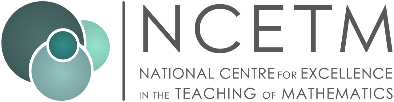 NCETM
NATIONAL CENTRE FOR EXCELLENCE
IN THE TEACHING OF MATHEMATICS